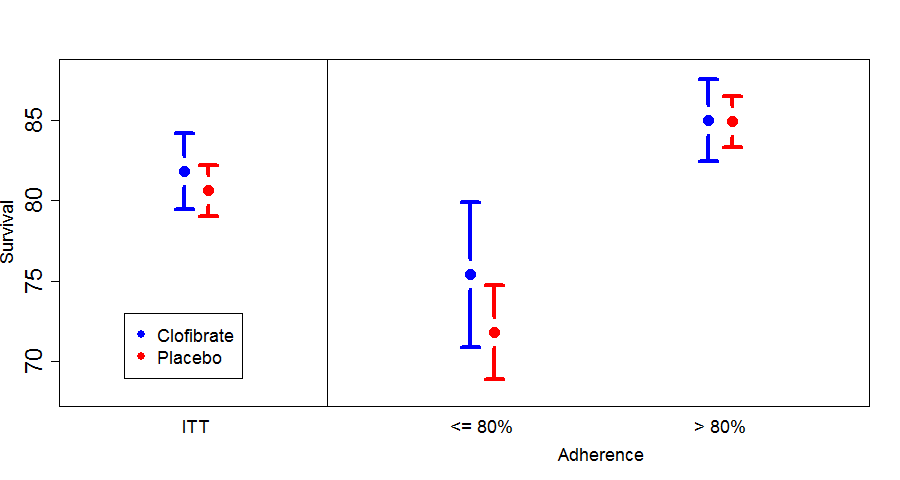 85
80
75
70
Survival
Clofibrate
Placebo
ITT
<= 80%
> 80%
Adherence